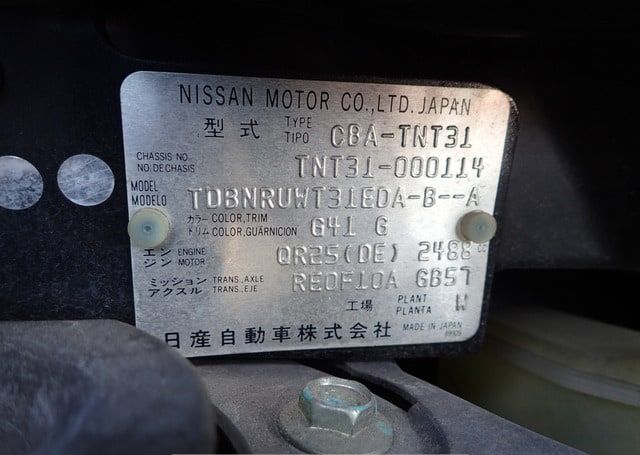 NISSAN MOTOR CO.,LTD. JAPAN
型式 TYPE TIPO CBA-TNT31
CHASSIS NO. NO. DE CHASIS TNT31-000114
MODEL MODELO TDBNRUWT31EDA-B--A
カラー COLOR,TRIM トリム COLOR,GUARNICION G41 G
エンジン ENGINE MOTOR QR25(DE) 2488 cc
ミッション アクスル TRANS.,AXLE TRANS.,EJE RE0F10A GB57
工場 PLANT PLANTA W
日産自動車株式会社 MADE IN JAPAN